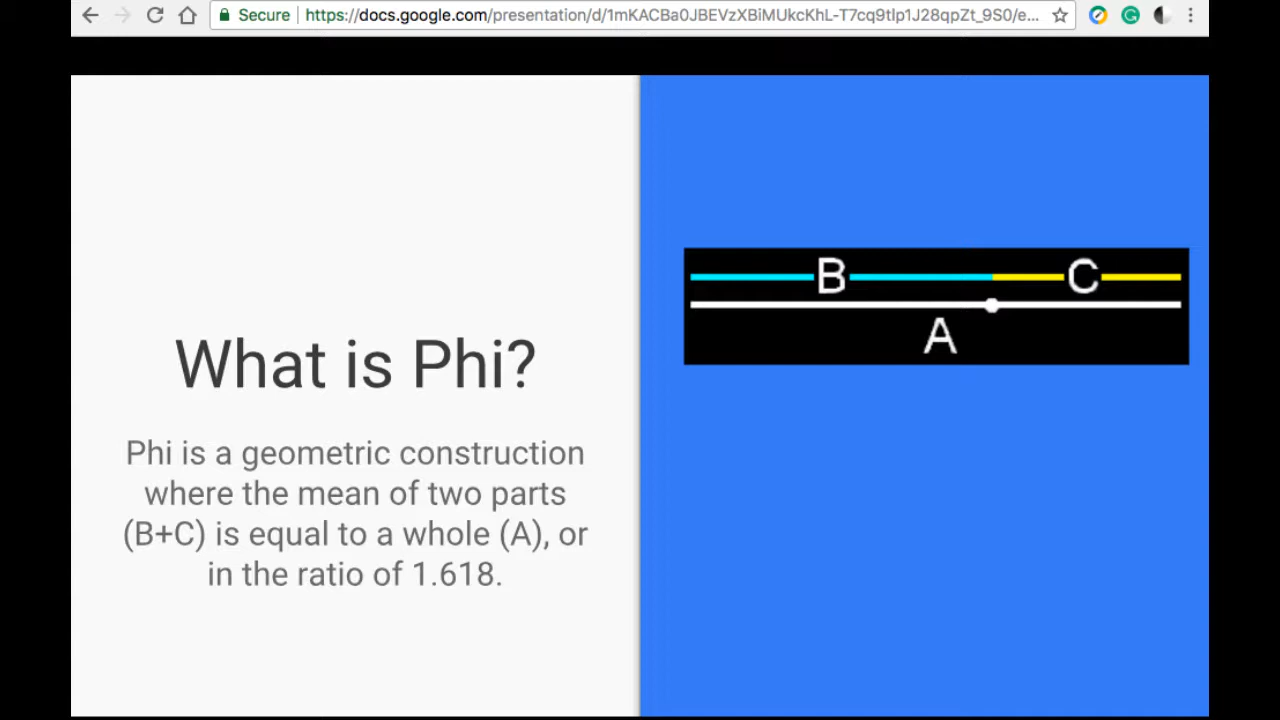 Secure https://docs.google.com/presentation/d/1mKACBa0JBEVzXBiMUkcKhL-T7cq9tIp1J28qpZt_9S0/e...
B C
A
What is Phi?
Phi is a geometric construction
where the mean of two parts
(B+C) is equal to a whole (A), or
in the ratio of 1.618.